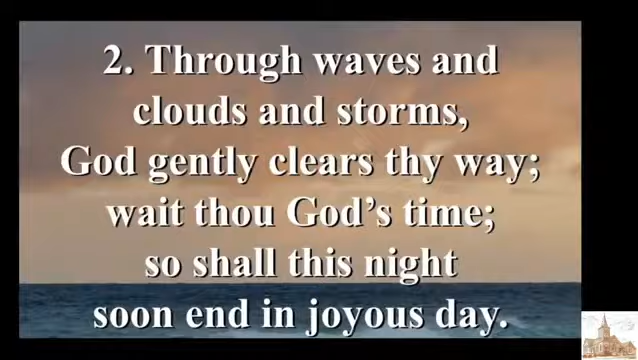 2. Through waves and
clouds and storms,
God gently clears thy way;
wait thou God's time;
so shall this night
soon end in joyous day.